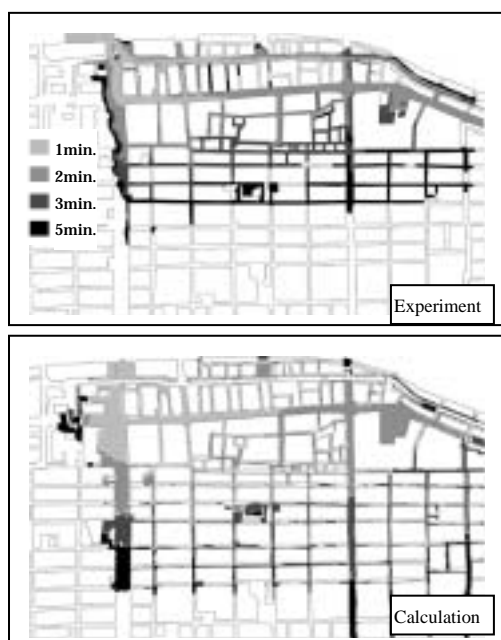 1min.
2min.
3min.
5min.
Experiment
Calculation